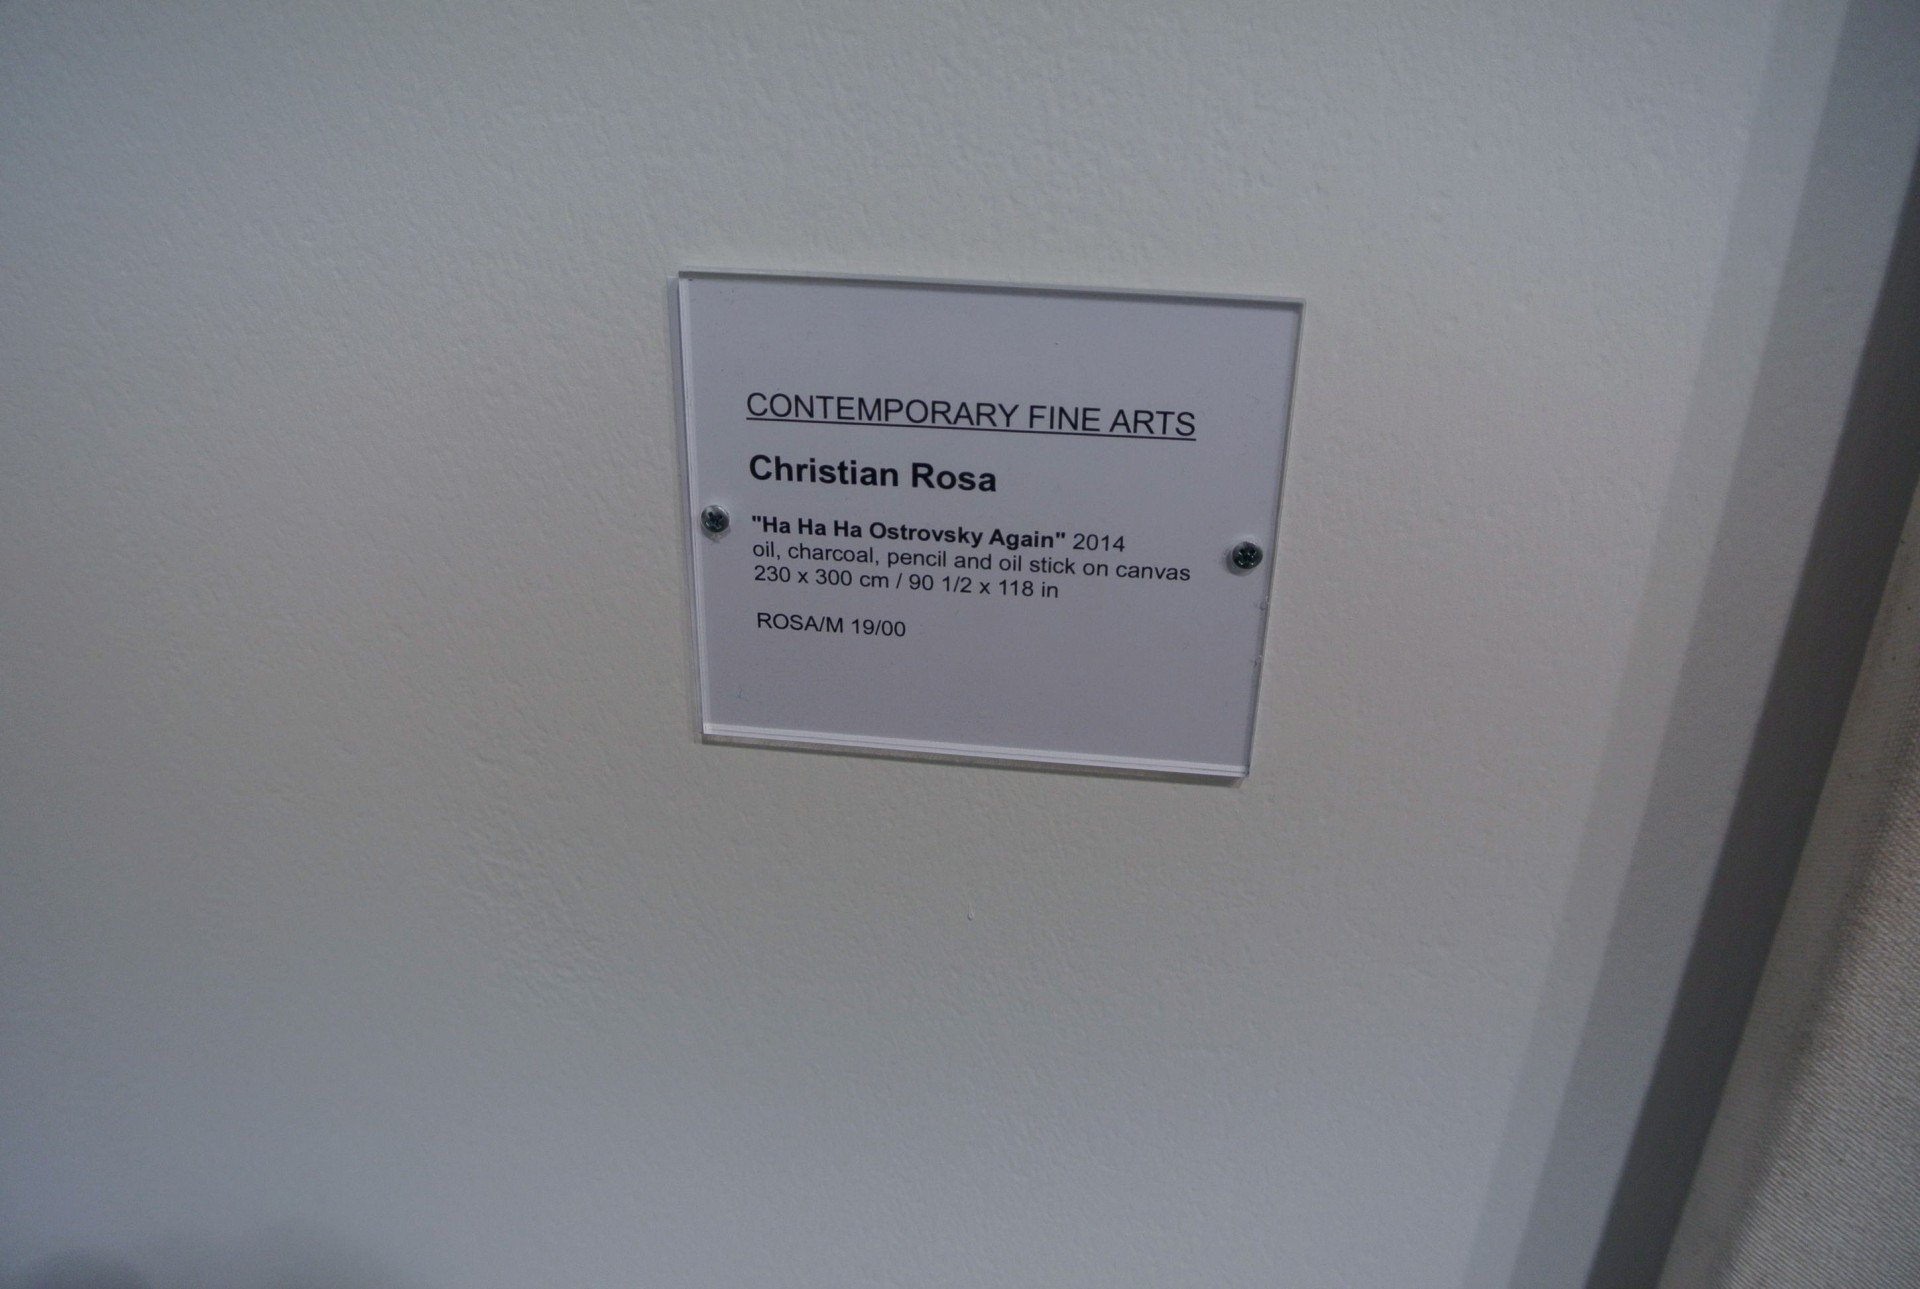 CONTEMPORARY FINE ARTS
Christian Rosa
"Ha Ha Ha Ostrovsky Again" 2014
oil, charcoal, pencil and oil stick on canvas
230 x 300 cm / 90 1/2 x 118 in
ROSA/M 19/00